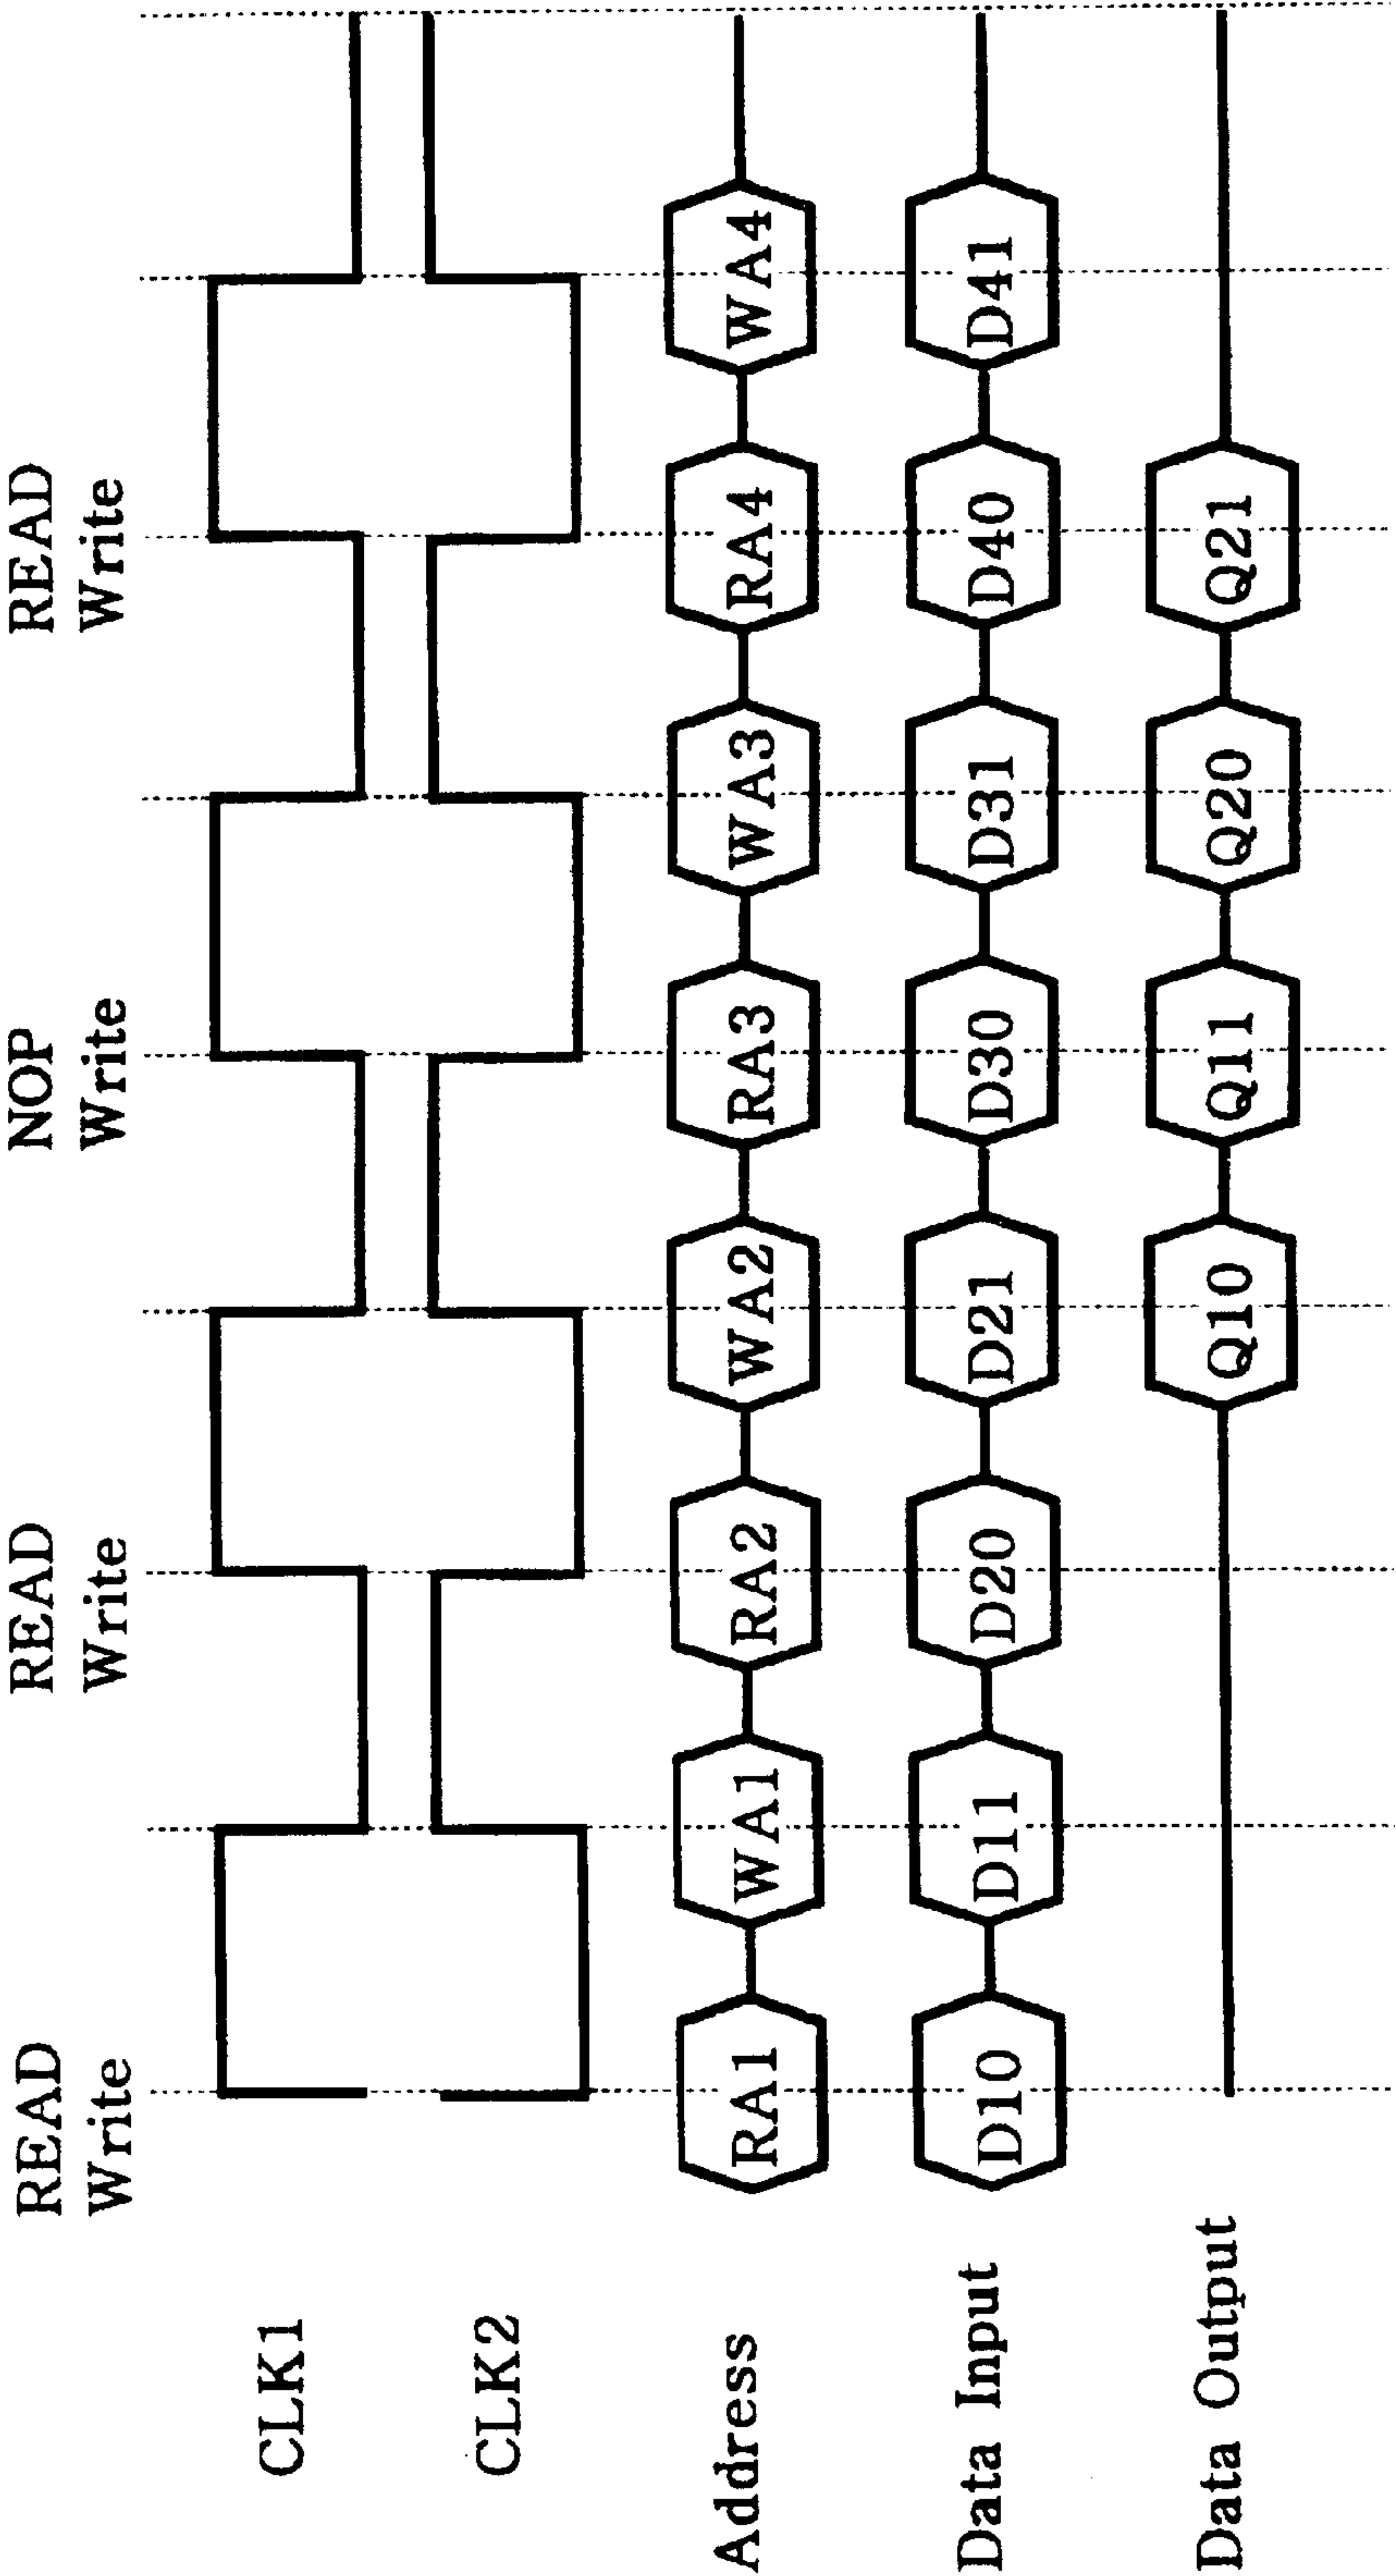 READ
Write
READ
Write
NOP
Write
READ
Write
CLK1
CLK2
Address
RA1
WA1
RA2
WA2
RA3
WA3
RA4
WA4
Data Input
D10
D11
D20
D21
D30
D31
D40
D41
Data Output
Q10
Q11
Q20
Q21